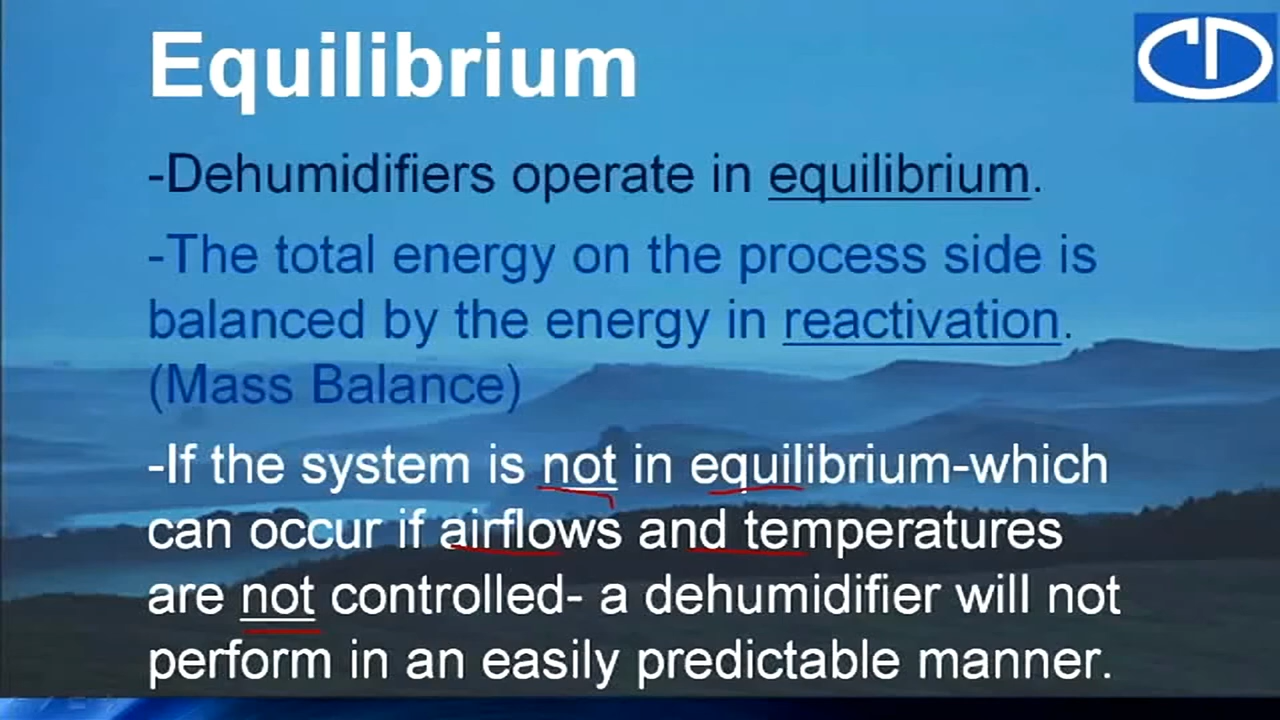 Equilibrium
-Dehumidifiers operate in equilibrium.
-The total energy on the process side is
balanced by the energy in reactivation.
(Mass Balance)
-If the system is not in equilibrium-which
can occur if airflows and temperatures
are not controlled- a dehumidifier will not
perform in an easily predictable manner.